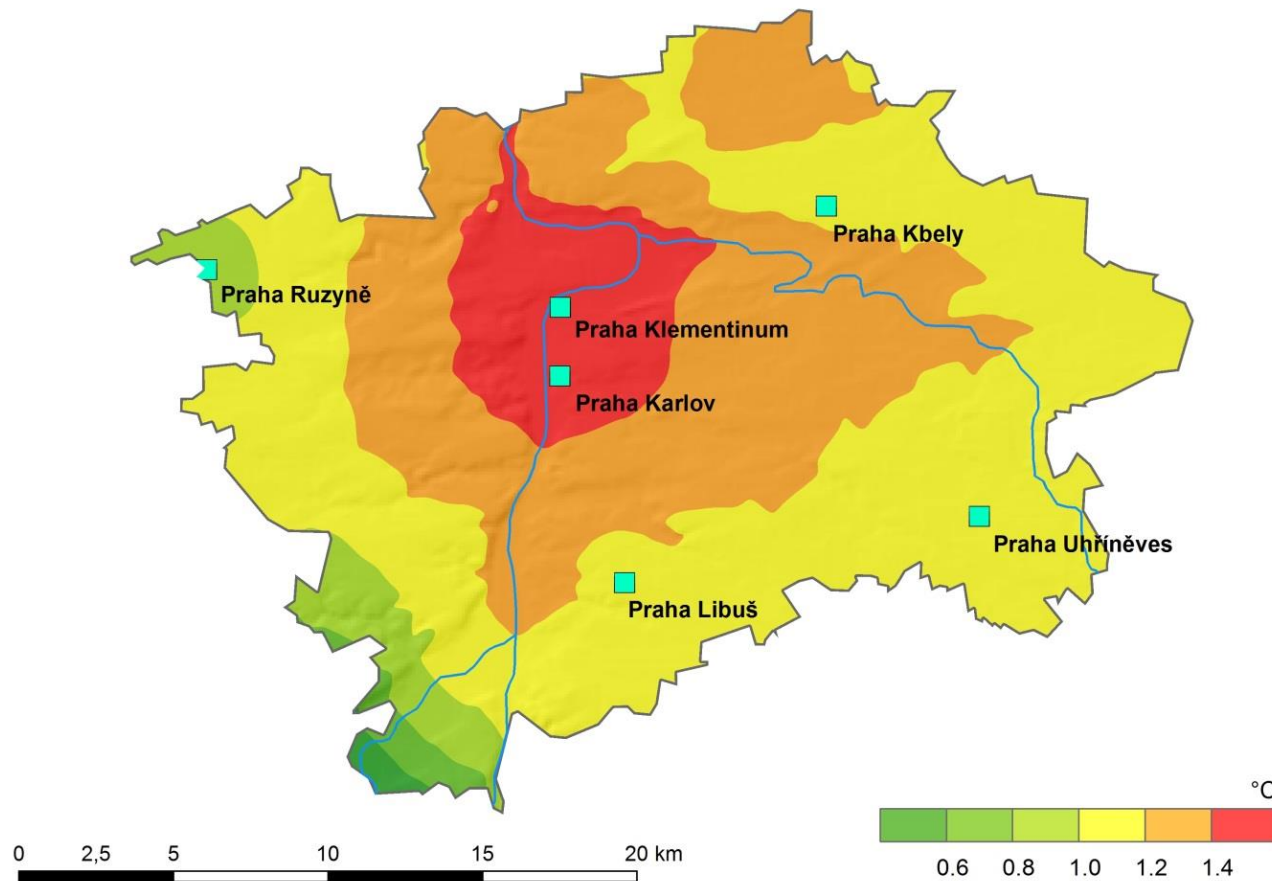 Praha Kbely
Praha Ruzyně
Praha Klementinum
Praha Karlov
Praha Uhříněves
Praha Libuš
°C
0.6 0.8 1.0 1.2 1.4
0 2,5 5 10 15 20 km